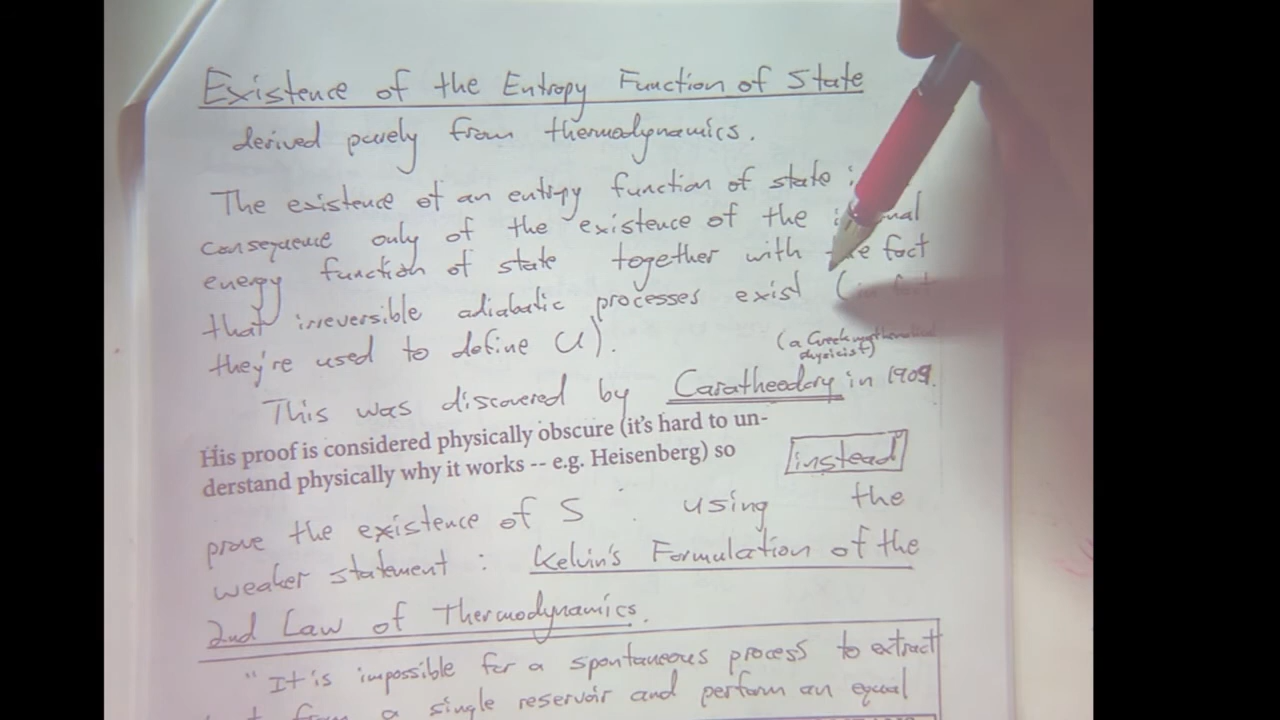 Existence of the Entropy Function of State
derived purely from thermodynamics.
The existence of an entropy function of state
consequence only of the existence of the
energy function of state together with the fact
that irreversible adiabatic processes exist (in fact
they're used to define U).
(a Greek mathematical
physicist)
This was discovered by Caratheodory in 1909.
His proof is considered physically obscure (it's hard to un-
derstand physically why it works -- e.g. Heisenberg) so
instead
prove the existence of S : using the
weaker statement : Kelvin's Formulation of the
2nd Law of Thermodynamics.
"It is impossible for a spontaneous process to extract
from a single reservoir and perform an equal